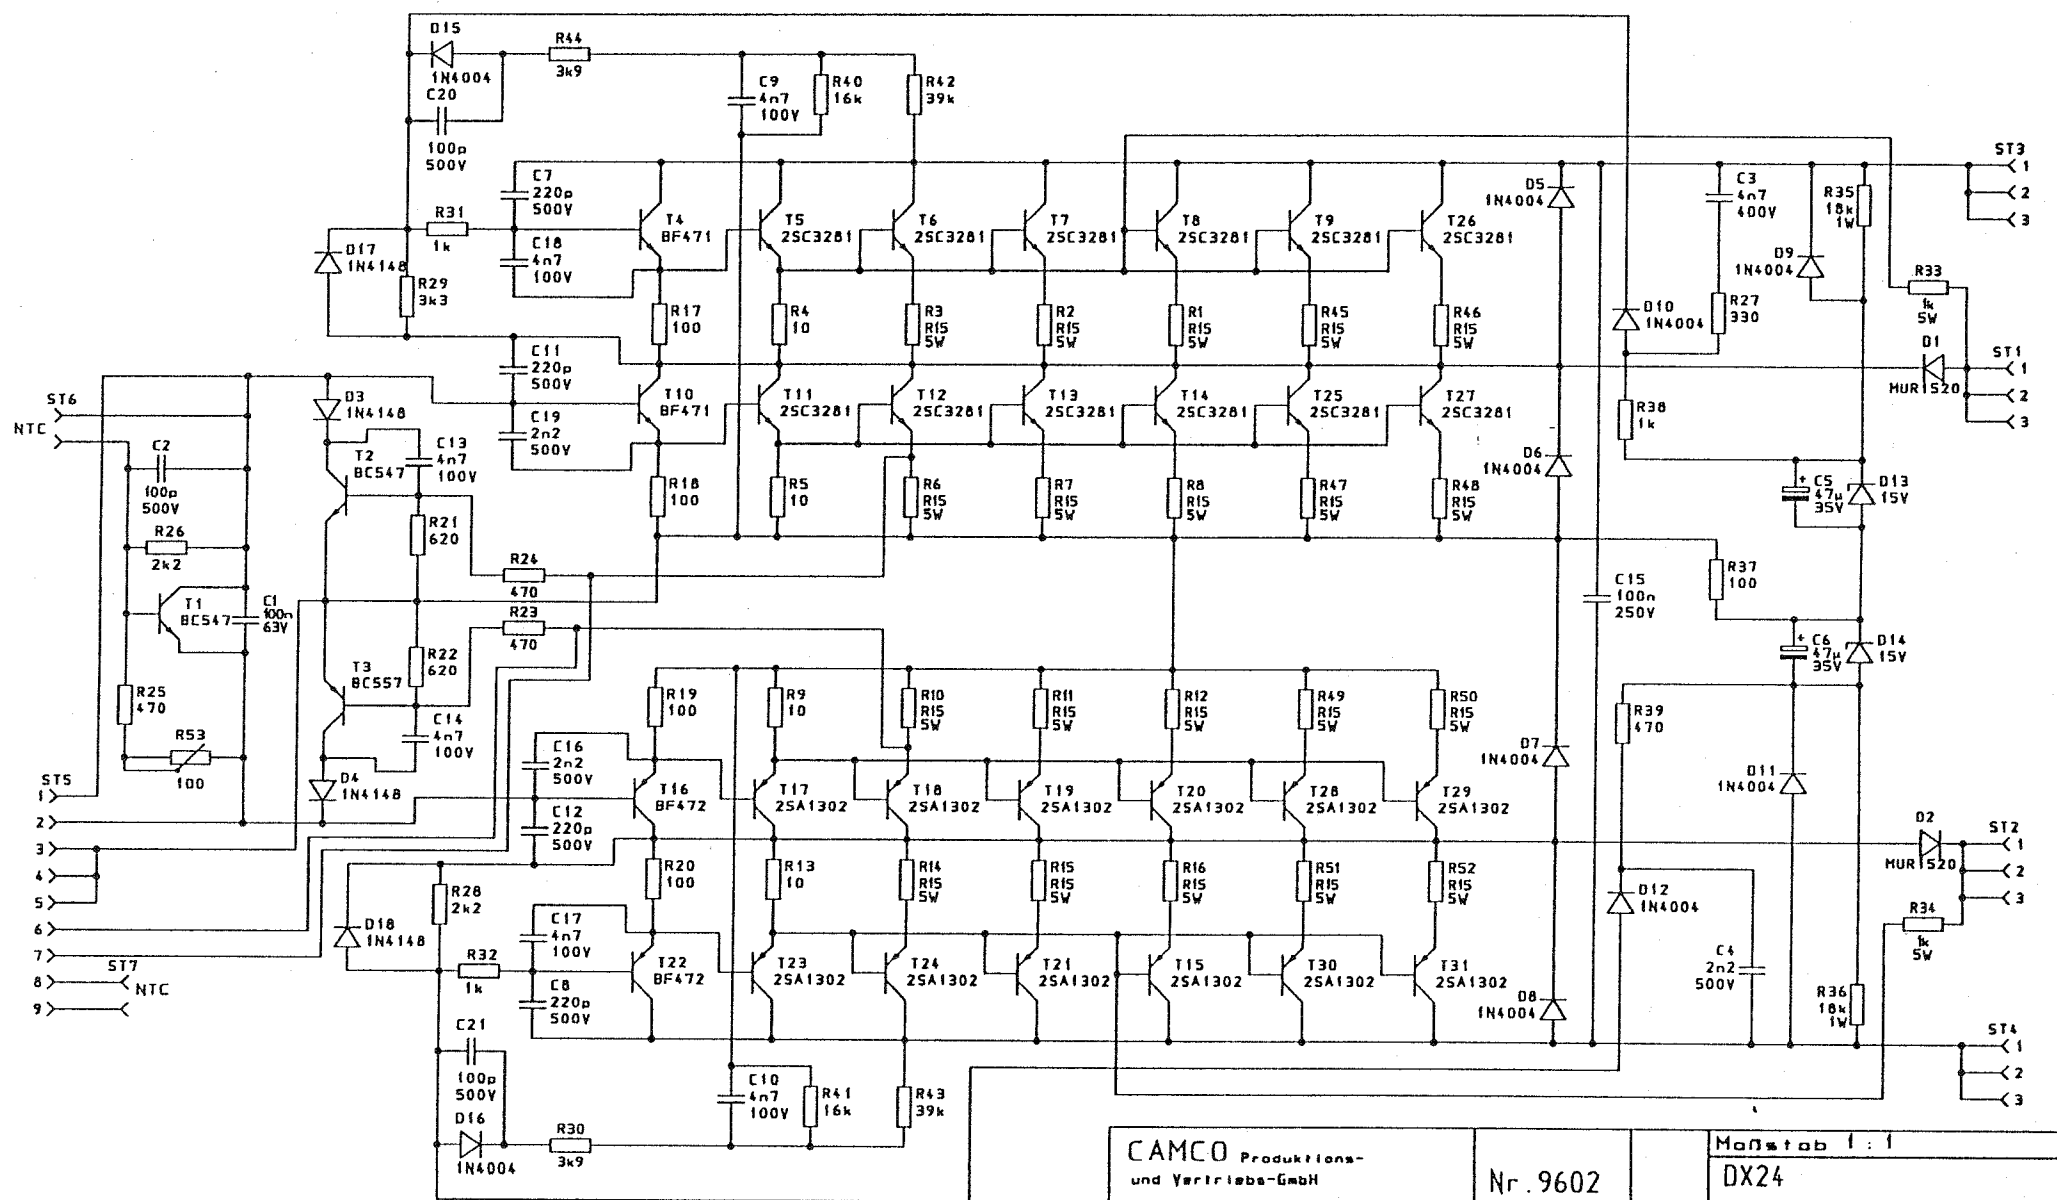 D15
1N4004
C20
100p
500V
R44
3k9
C9
4n7
100V
R40
16k
R42
39k
C7
220p
500V
R31
1k
C18
4n7
100V
D17
1N4148
R29
3k3
T4
BF471
T5
2SC3281
T6
2SC3281
T7
2SC3281
T8
2SC3281
T9
2SC3281
T26
2SC3281
D5
1N4004
C3
4n7
400V
R35
18k
1W
D9
1N4004
ST3
1
2
3
R33
1k
5W
R17
100
R4
10
R3
R15
5W
R2
R15
5W
R1
R15
5W
R45
R15
5W
R46
R15
5W
D10
1N4004
R27
330
D1
MUR1520
ST1
1
2
3
C11
220p
500V
C19
2n2
500V
T10
BF471
T11
2SC3281
T12
2SC3281
T13
2SC3281
T14
2SC3281
T25
2SC3281
T27
2SC3281
R38
1k
ST6
NTC
D3
1N4148
C2
100p
500V
T2
BC547
C13
4n7
100V
R18
100
R5
10
R6
R15
5W
R7
R15
5W
R8
R15
5W
R47
R15
5W
R48
R15
5W
D6
1N4004
+
C5
47µ
35V
D13
15V
R26
2k2
R21
620
R24
470
T1
BC547
C1
100n
63V
R23
470
C15
100n
250V
R37
100
R22
620
T3
BC557
+
C6
47µ
35V
D14
15V
R25
470
R53
100
C14
4n7
100V
D4
1N4148
R19
100
R9
10
R10
R15
5W
R11
R15
5W
R12
R15
5W
R49
R15
5W
R50
R15
5W
R39
470
C16
2n2
500V
C12
220p
500V
T16
BF472
T17
2SA1302
T18
2SA1302
T19
2SA1302
T20
2SA1302
T28
2SA1302
T29
2SA1302
D7
1N4004
D11
1N4004
ST5
1
2
3
4
5
6
7
8
9
ST7
NTC
D2
MUR1520
ST2
1
2
3
R28
2k2
D18
1N4148
R20
100
R13
10
R14
R15
5W
R15
R15
5W
R16
R15
5W
R51
R15
5W
R52
R15
5W
D12
1N4004
R34
1k
5W
R32
1k
C17
4n7
100V
C8
220p
500V
T22
BF472
T23
2SA1302
T24
2SA1302
T21
2SA1302
T15
2SA1302
T30
2SA1302
T31
2SA1302
D8
1N4004
C4
2n2
500V
R36
18k
1W
ST4
1
2
3
C21
100p
500V
D16
1N4004
R30
3k9
C10
4n7
100V
R41
16k
R43
39k
CAMCO Produktions-
und Vertriebs-GmbH
Nr.9602
Maßstab 1:1
DX24